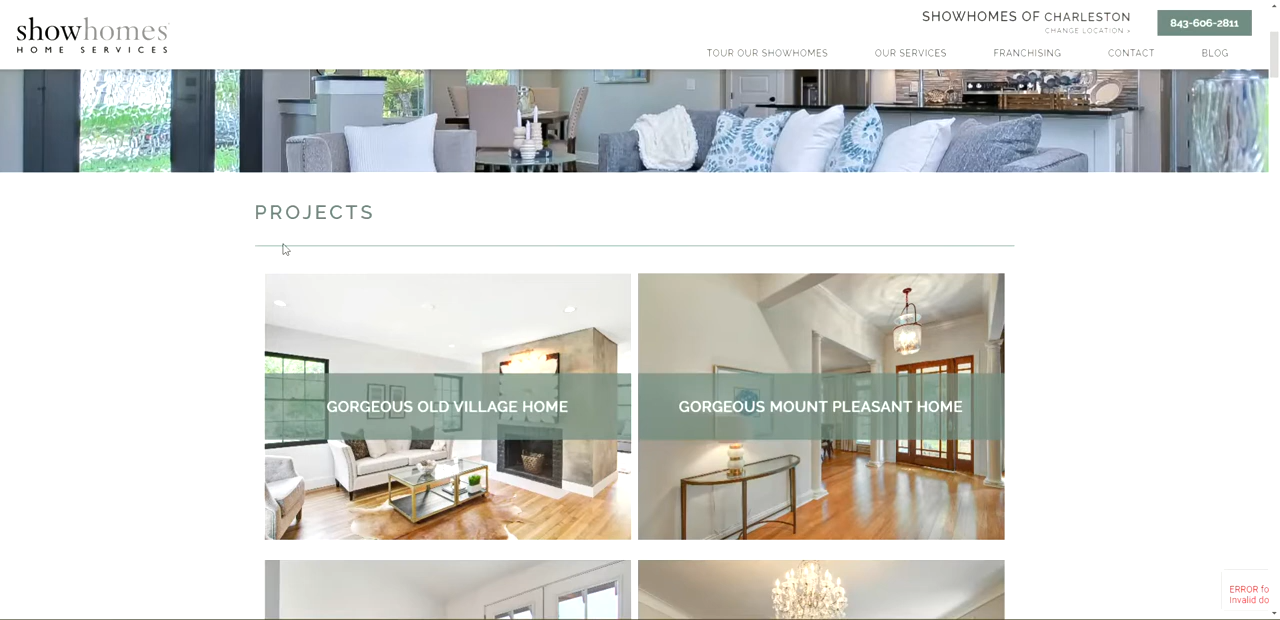 showhomes
HOME SERVICES
SHOWHOMES OF CHARLESTON
CHANGE LOCATION >
843-606-2811
TOUR OUR SHOWHOMES
OUR SERVICES
FRANCHISING
CONTACT
BLOG
PROJECTS
GORGEOUS OLD VILLAGE HOME
GORGEOUS MOUNT PLEASANT HOME
ERROR fo
Invalid do